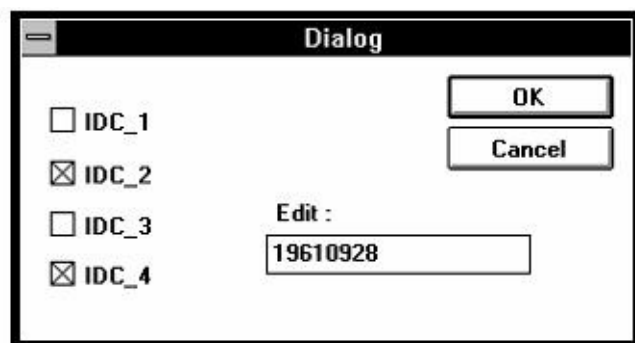 Dialog
OK
IDC_1
Cancel
IDC_2
Edit :
IDC_3
19610928
IDC_4